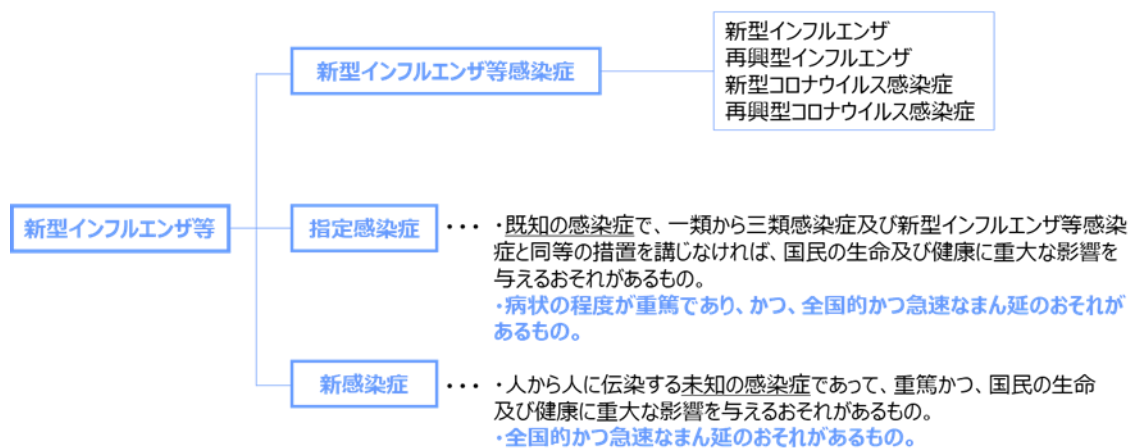 新型インフルエンザ等
新型インフルエンザ等感染症
新型インフルエンザ
再興型インフルエンザ
新型コロナウイルス感染症
再興型コロナウイルス感染症
指定感染症
・・・
・既知の感染症で、一類から三類感染症及び新型インフルエンザ等感染
症と同等の措置を講じなければ、国民の生命及び健康に重大な影響を
与えるおそれがあるもの。
・病状の程度が重篤であり、かつ、全国的かつ急速なまん延のおそれが
あるもの。
新感染症
・・・
・人から人に伝染する未知の感染症であって、重篤かつ、国民の生命
及び健康に重大な影響を与えるおそれがあるもの。
・全国的かつ急速なまん延のおそれがあるもの。